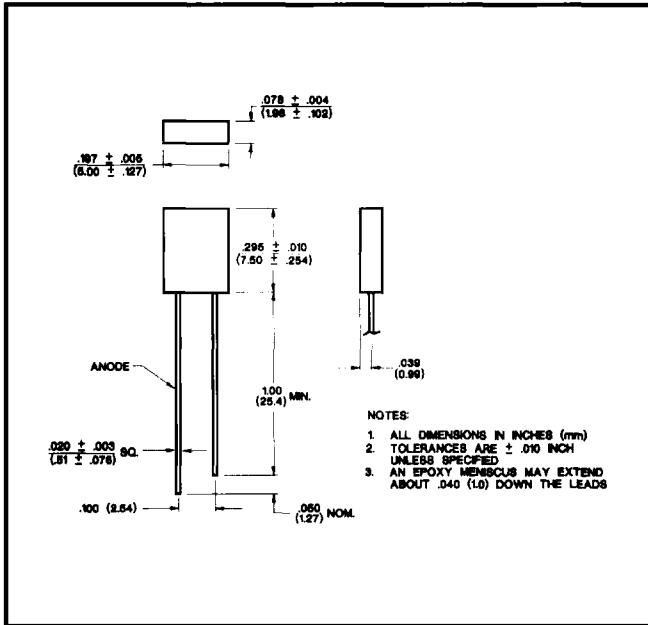 .078 ± .004
(1.98 ± .102)
.197 ± .005
(5.00 ± .127)
.295 ± .010
(7.50 ± .254)
ANODE
1.00 MIN.
(25.4)
.039
(0.99)
.020 ± .003 SQ.
(.51 ± .076)
.100 (2.54)
.050 NOM.
(1.27)
NOTES:
1. ALL DIMENSIONS IN INCHES (mm)
2. TOLERANCES ARE ± .010 INCH
UNLESS SPECIFIED
3. AN EPOXY MENISCUS MAY EXTEND
ABOUT .040 (1.0) DOWN THE LEADS